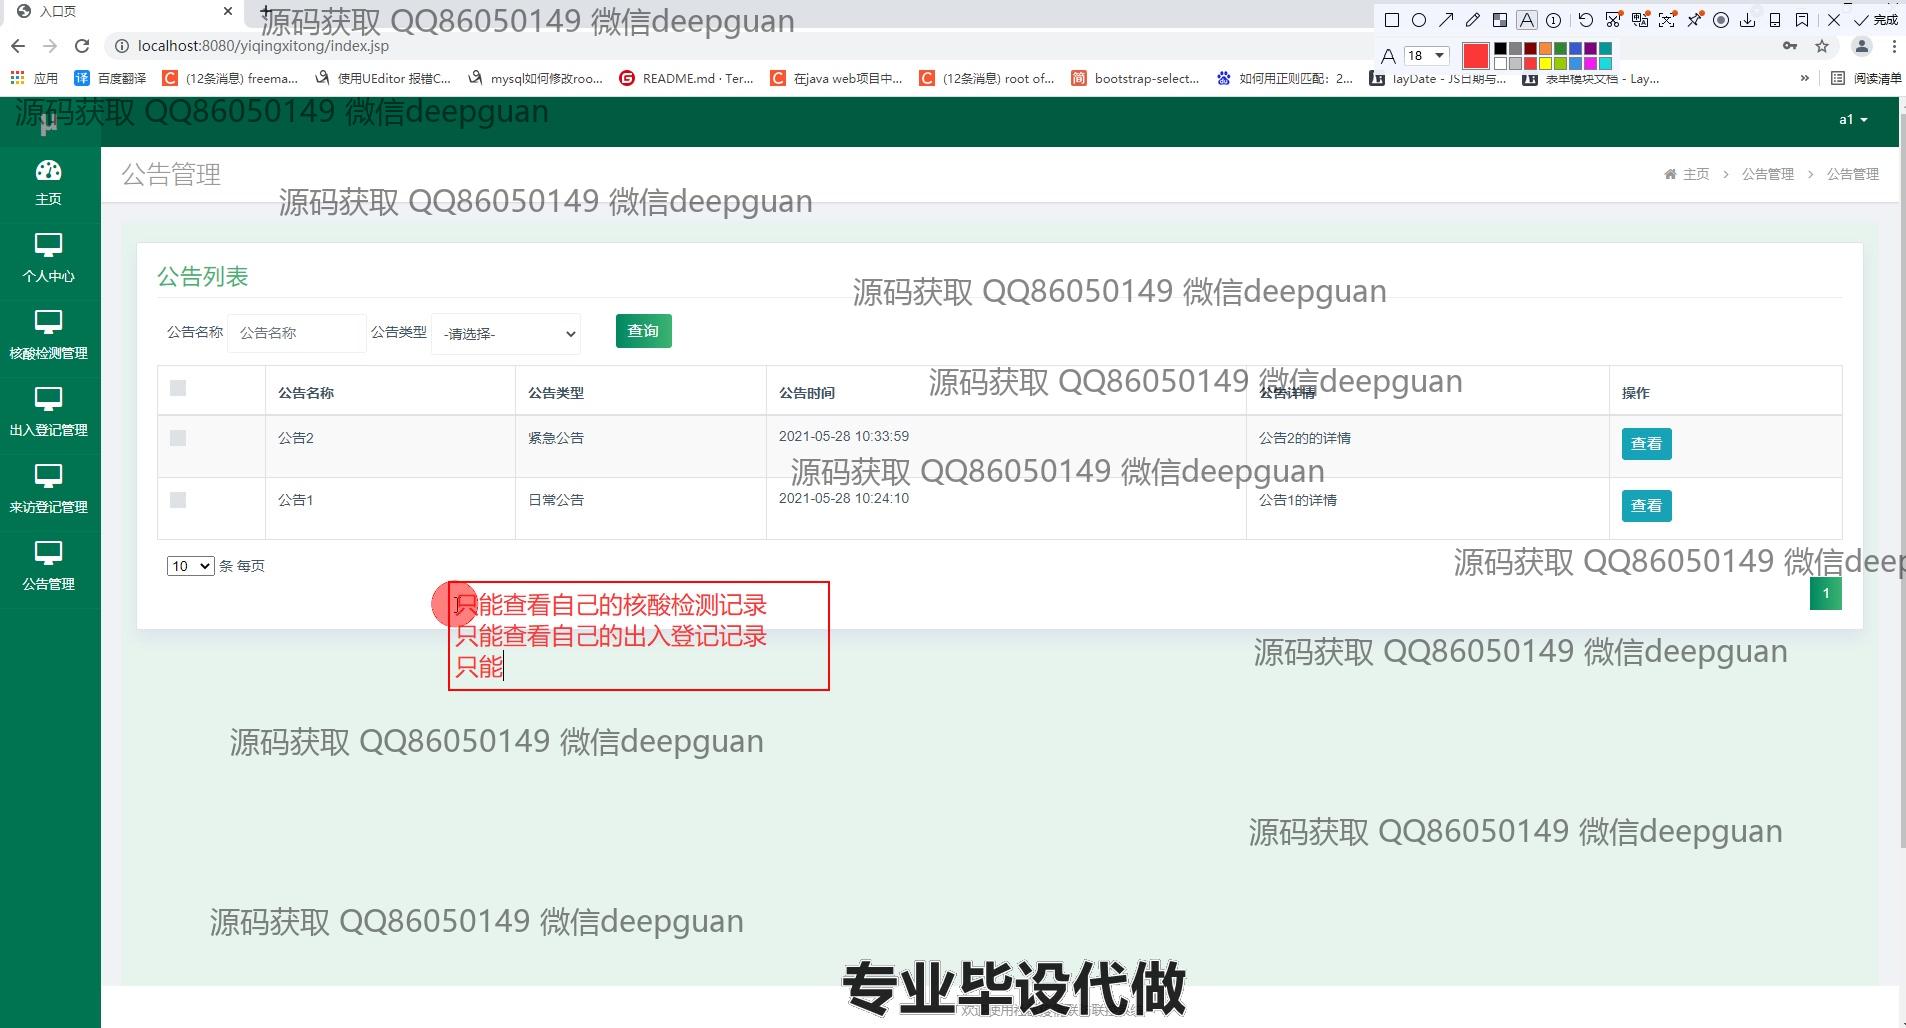 入口页
源码获取 QQ86050149 微信deepguan
localhost:8080/yiqingxitong/index.jsp
18
完成
应用
百度翻译
(12条消息) freema...
使用UEditor 报错C...
mysql如何修改roo...
README.md · Ter...
在java web项目中...
(12条消息) root of...
bootstrap-select...
如何用正则匹配：2...
layDate - JS日期与...
表单模块文档 - Lay...
阅读清单
源码获取 QQ86050149 微信deepguan
a1
主页
公告管理
主页 > 公告管理 > 公告管理
源码获取 QQ86050149 微信deepguan
个人中心
公告列表
源码获取 QQ86050149 微信deepguan
公告名称 公告名称 公告类型 -请选择- 查询
核酸检测管理
源码获取 QQ86050149 微信deepguan
公告名称 公告类型 公告时间 公告详情 操作
出入登记管理
公告2 紧急公告 2021-05-28 10:33:59 公告2的的详情 查看
源码获取 QQ86050149 微信deepguan
来访登记管理
公告1 日常公告 2021-05-28 10:24:10 公告1的详情 查看
10 条 每页
源码获取 QQ86050149 微信deep
公告管理
1
只能查看自己的核酸检测记录
只能查看自己的出入登记记录
只能
源码获取 QQ86050149 微信deepguan
源码获取 QQ86050149 微信deepguan
源码获取 QQ86050149 微信deepguan
源码获取 QQ86050149 微信deepguan
专业毕设代做